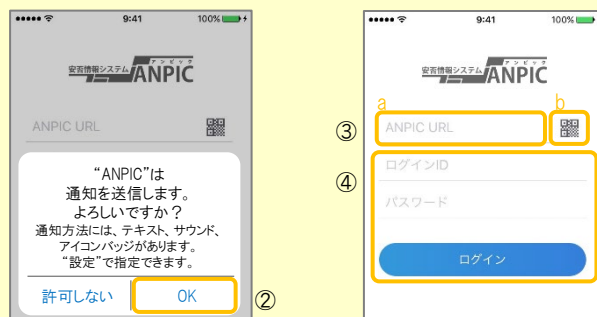 9:41
100%
アンピック
安否情報システム ANPIC
ANPIC URL
“ANPIC”は
通知を送信します。
よろしいですか？
通知方法には、テキスト、サウンド、
アイコンバッジがあります。
“設定”で指定できます。
許可しない
OK
②
9:41
100%
アンピック
安否情報システム ANPIC
a
b
③
ANPIC URL
④
ログインID
パスワード
ログイン